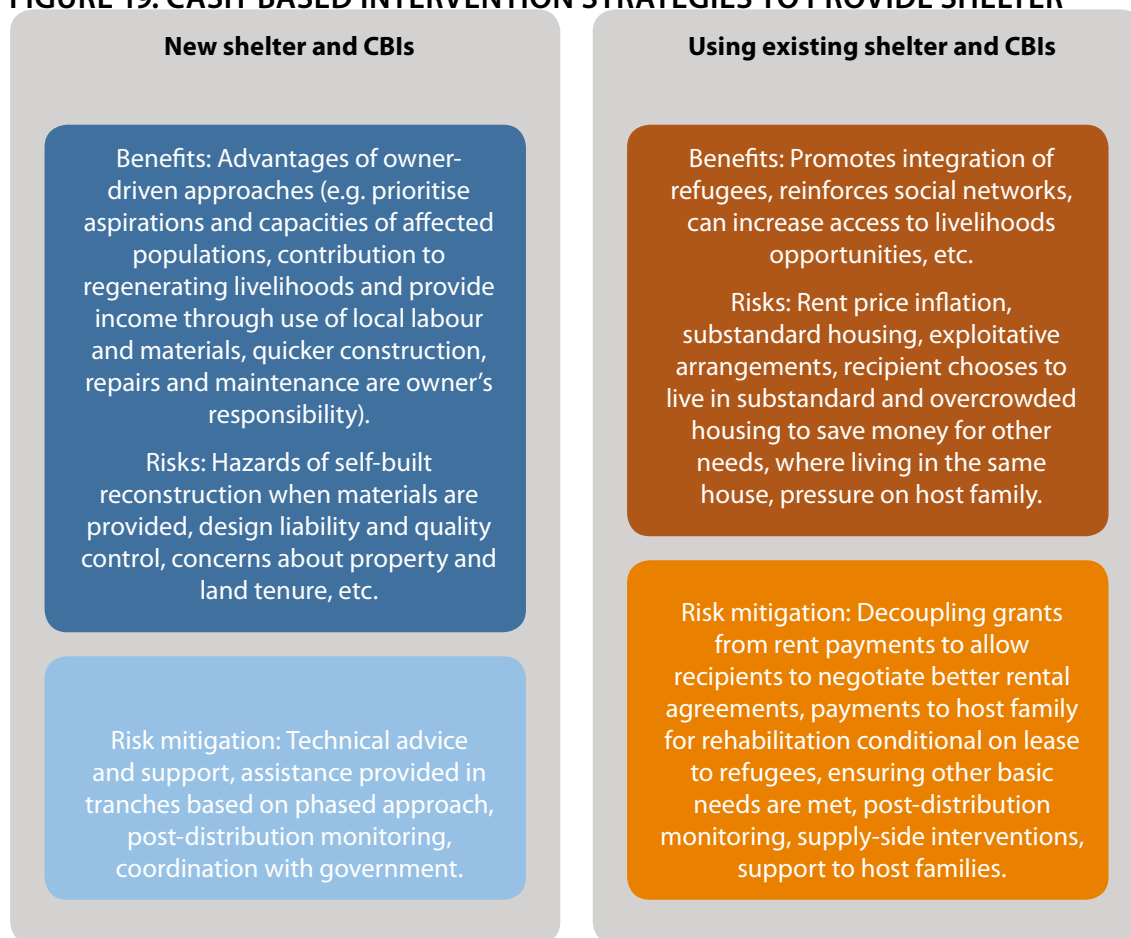 FIGURE 19. CASH-BASED INTERVENTION STRATEGIES TO PROVIDE SHELTER
New shelter and CBIs
Benefits: Advantages of owner-
driven approaches (e.g. prioritise
aspirations and capacities of affected
populations, contribution to
regenerating livelihoods and provide
income through use of local labour
and materials, quicker construction,
repairs and maintenance are owner’s
responsibility).
Risks: Hazards of self-built
reconstruction when materials are
provided, design liability and quality
control, concerns about property and
land tenure, etc.
Risk mitigation: Technical advice
and support, assistance provided in
tranches based on phased approach,
post-distribution monitoring,
coordination with government.
Using existing shelter and CBIs
Benefits: Promotes integration of
refugees, reinforces social networks,
can increase access to livelihoods
opportunities, etc.
Risks: Rent price inflation,
substandard housing, exploitative
arrangements, recipient chooses to
live in substandard and overcrowded
housing to save money for other
needs, where living in the same
house, pressure on host family.
Risk mitigation: Decoupling grants
from rent payments to allow
recipients to negotiate better rental
agreements, payments to host family
for rehabilitation conditional on lease
to refugees, ensuring other basic
needs are met, post-distribution
monitoring, supply-side interventions,
support to host families.